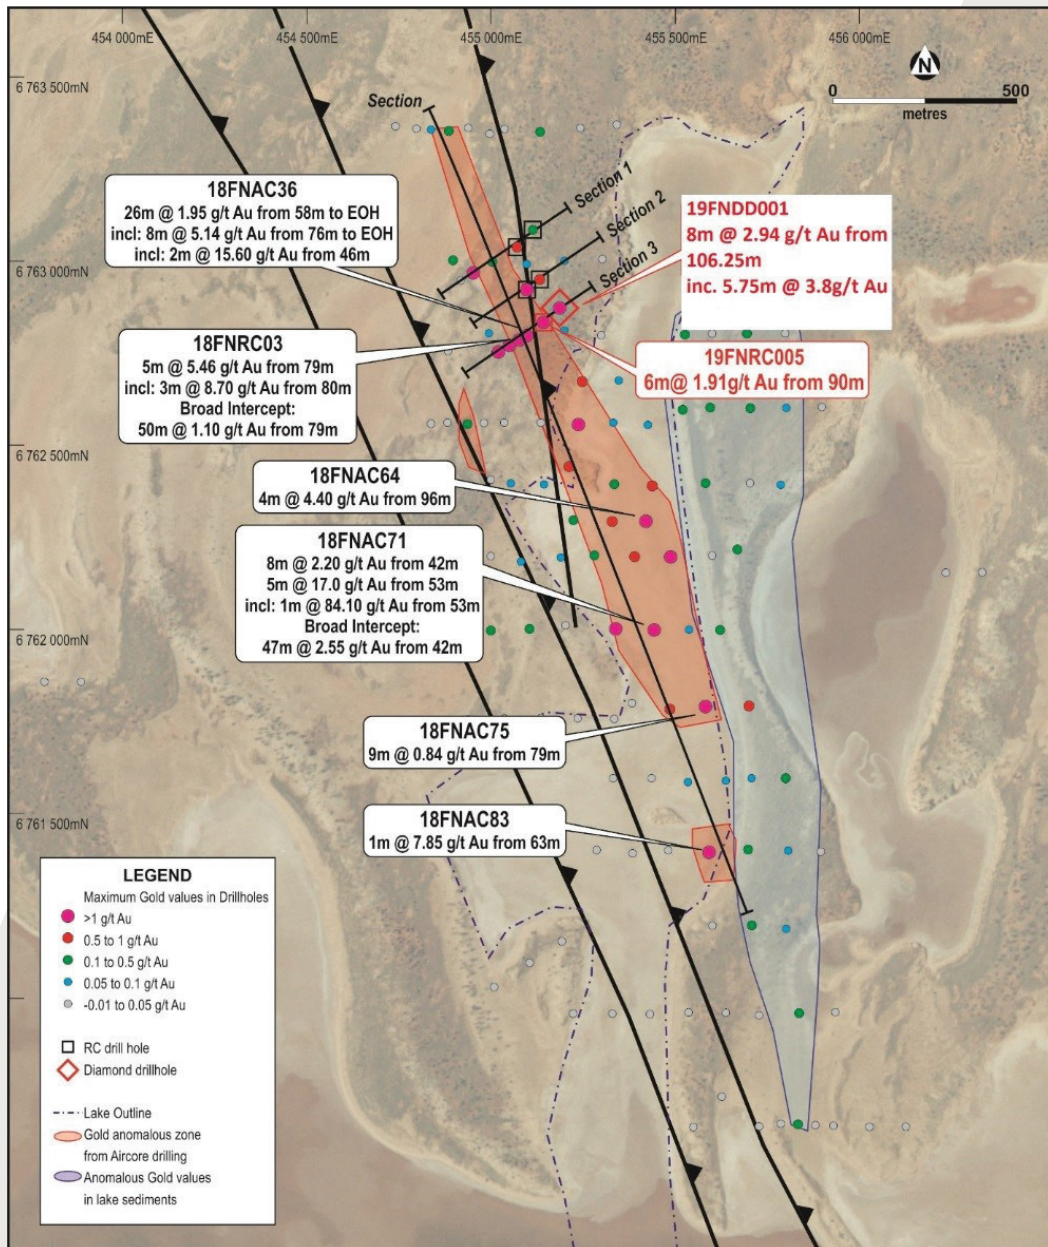 454 000mE
454 500mE
455 000mE
455 500mE
456 000mE
6 763 500mN
N
0
500
metres
Section
Section 1
Section 2
Section 3
18FNAC36
26m @ 1.95 g/t Au from 58m to EOH
incl: 8m @ 5.14 g/t Au from 76m to EOH
incl: 2m @ 15.60 g/t Au from 46m
19FNDD001
8m @ 2.94 g/t Au from
106.25m
inc. 5.75m @ 3.8g/t Au
6 763 000mN
18FNRC03
5m @ 5.46 g/t Au from 79m
incl: 3m @ 8.70 g/t Au from 80m
Broad Intercept:
50m @ 1.10 g/t Au from 79m
19FNRC005
6m@ 1.91g/t Au from 90m
6 762 500mN
18FNAC64
4m @ 4.40 g/t Au from 96m
18FNAC71
8m @ 2.20 g/t Au from 42m
5m @ 17.0 g/t Au from 53m
incl: 1m @ 84.10 g/t Au from 53m
Broad Intercept:
47m @ 2.55 g/t Au from 42m
6 762 000mN
18FNAC75
9m @ 0.84 g/t Au from 79m
6 761 500mN
18FNAC83
1m @ 7.85 g/t Au from 63m
LEGEND
Maximum Gold values in Drillholes
>1 g/t Au
0.5 to 1 g/t Au
0.1 to 0.5 g/t Au
0.05 to 0.1 g/t Au
-0.01 to 0.05 g/t Au
RC drill hole
Diamond drillhole
Lake Outline
Gold anomalous zone
from Aircore drilling
Anomalous Gold values
in lake sediments